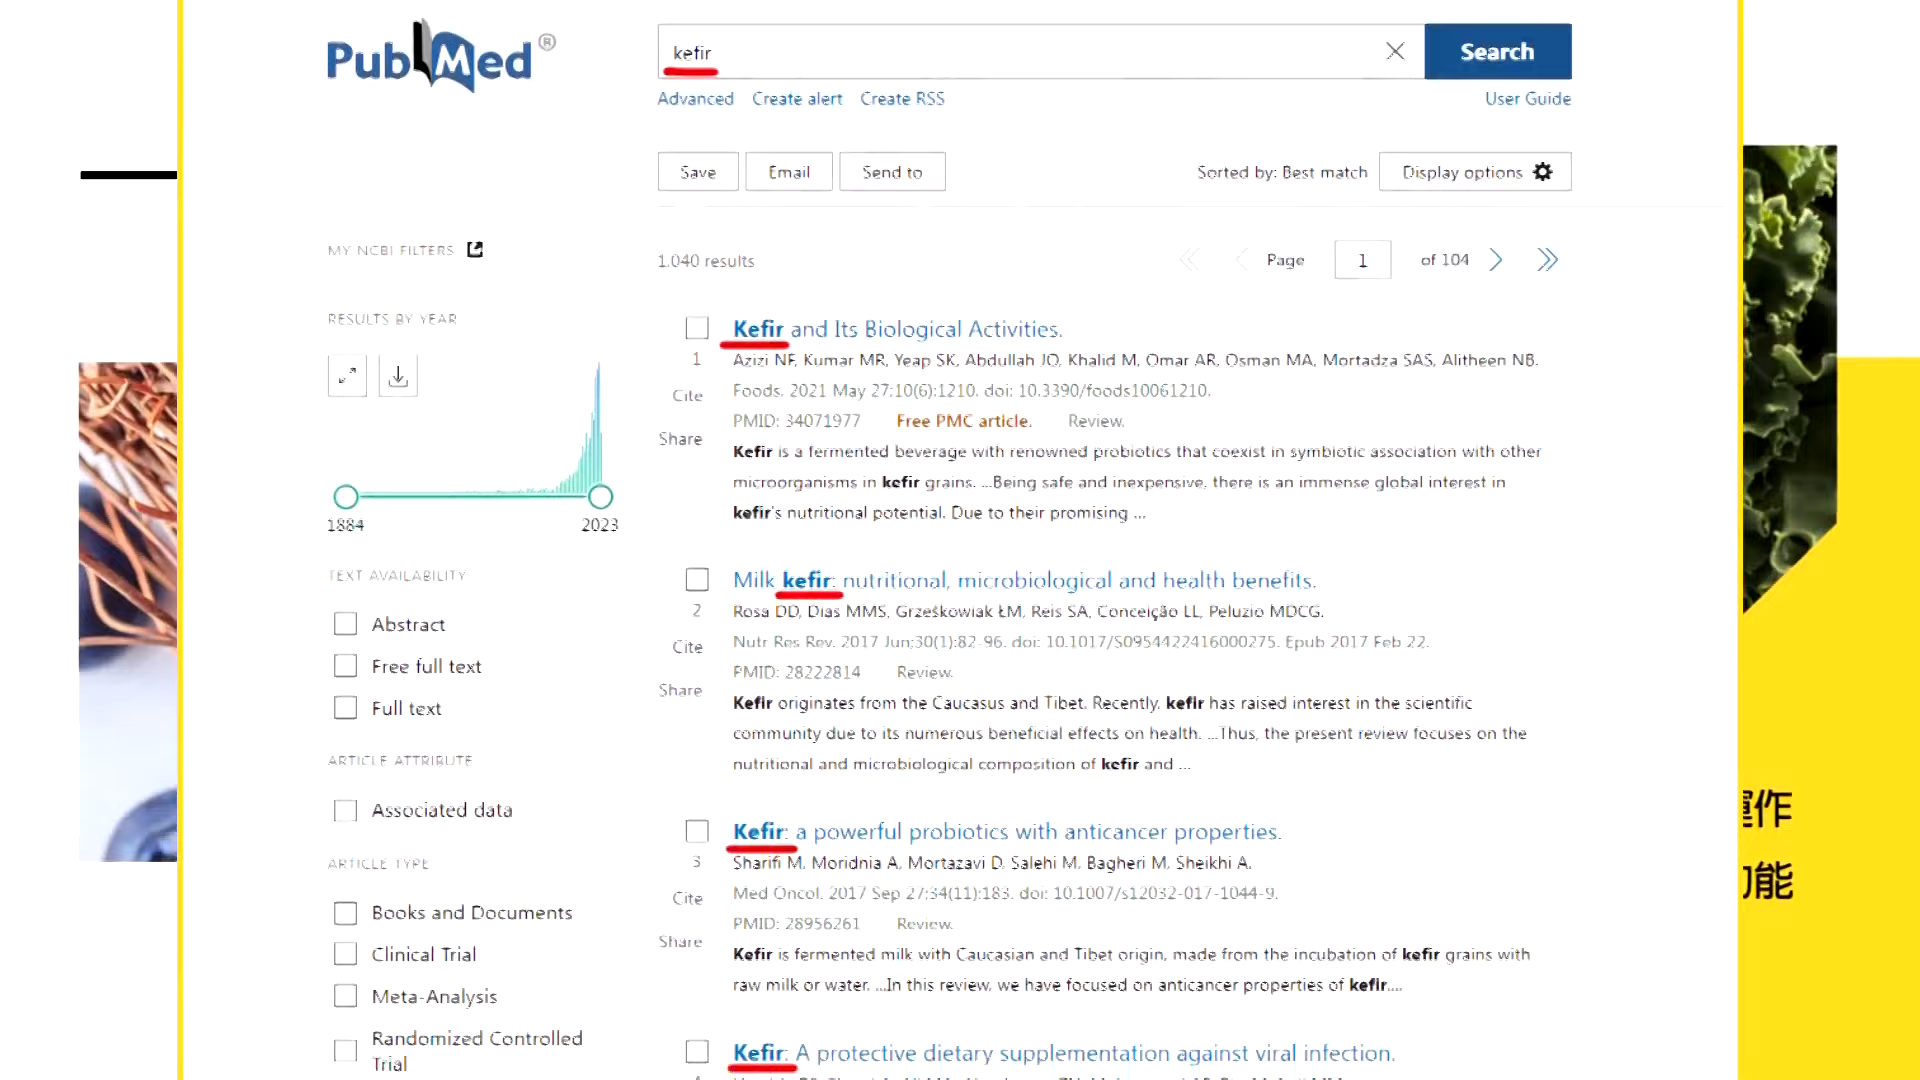 PubMed®
kefir
Search
Advanced Create alert Create RSS
User Guide
Save Email Send to
Sorted by: Best match
Display options
MY NCBI FILTERS
1,040 results
Page 1 of 104
RESULTS BY YEAR
1884 2023
TEXT AVAILABILITY
Abstract
Free full text
Full text
ARTICLE ATTRIBUTE
Associated data
ARTICLE TYPE
Books and Documents
Clinical Trial
Meta-Analysis
Randomized Controlled
Trial
Kefir and Its Biological Activities.
1
Azizi NF, Kumar MR, Yeap SK, Abdullah JO, Khalid M, Omar AR, Osman MA, Mortadza SAS, Alitheen NB.
Cite
Foods. 2021 May 27;10(6):1210. doi: 10.3390/foods10061210.
PMID: 34071977 Free PMC article. Review.
Share
Kefir is a fermented beverage with renowned probiotics that coexist in symbiotic association with other
microorganisms in kefir grains. ...Being safe and inexpensive, there is an immense global interest in
kefir's nutritional potential. Due to their promising ...
Milk kefir: nutritional, microbiological and health benefits.
2
Rosa DD, Dias MMS, Grześkowiak ŁM, Reis SA, Conceição LL, Peluzio MDCG.
Cite
Nutr Res Rev. 2017 Jun;30(1):82-96. doi: 10.1017/S0954422416000275. Epub 2017 Feb 22.
PMID: 28222814 Review.
Share
Kefir originates from the Caucasus and Tibet. Recently, kefir has raised interest in the scientific
community due to its numerous beneficial effects on health. ...Thus, the present review focuses on the
nutritional and microbiological composition of kefir and ...
Kefir: a powerful probiotics with anticancer properties.
3
Sharifi M, Moridnia A, Mortazavi D, Salehi M, Bagheri M, Sheikhi A.
Cite
Med Oncol. 2017 Sep 27;34(11):183. doi: 10.1007/s12032-017-1044-9.
PMID: 28956261 Review.
Share
Kefir is fermented milk with Caucasian and Tibet origin, made from the incubation of kefir grains with
raw milk or water. ...In this review, we have focused on anticancer properties of kefir....
Kefir: A protective dietary supplementation against viral infection.
作
能